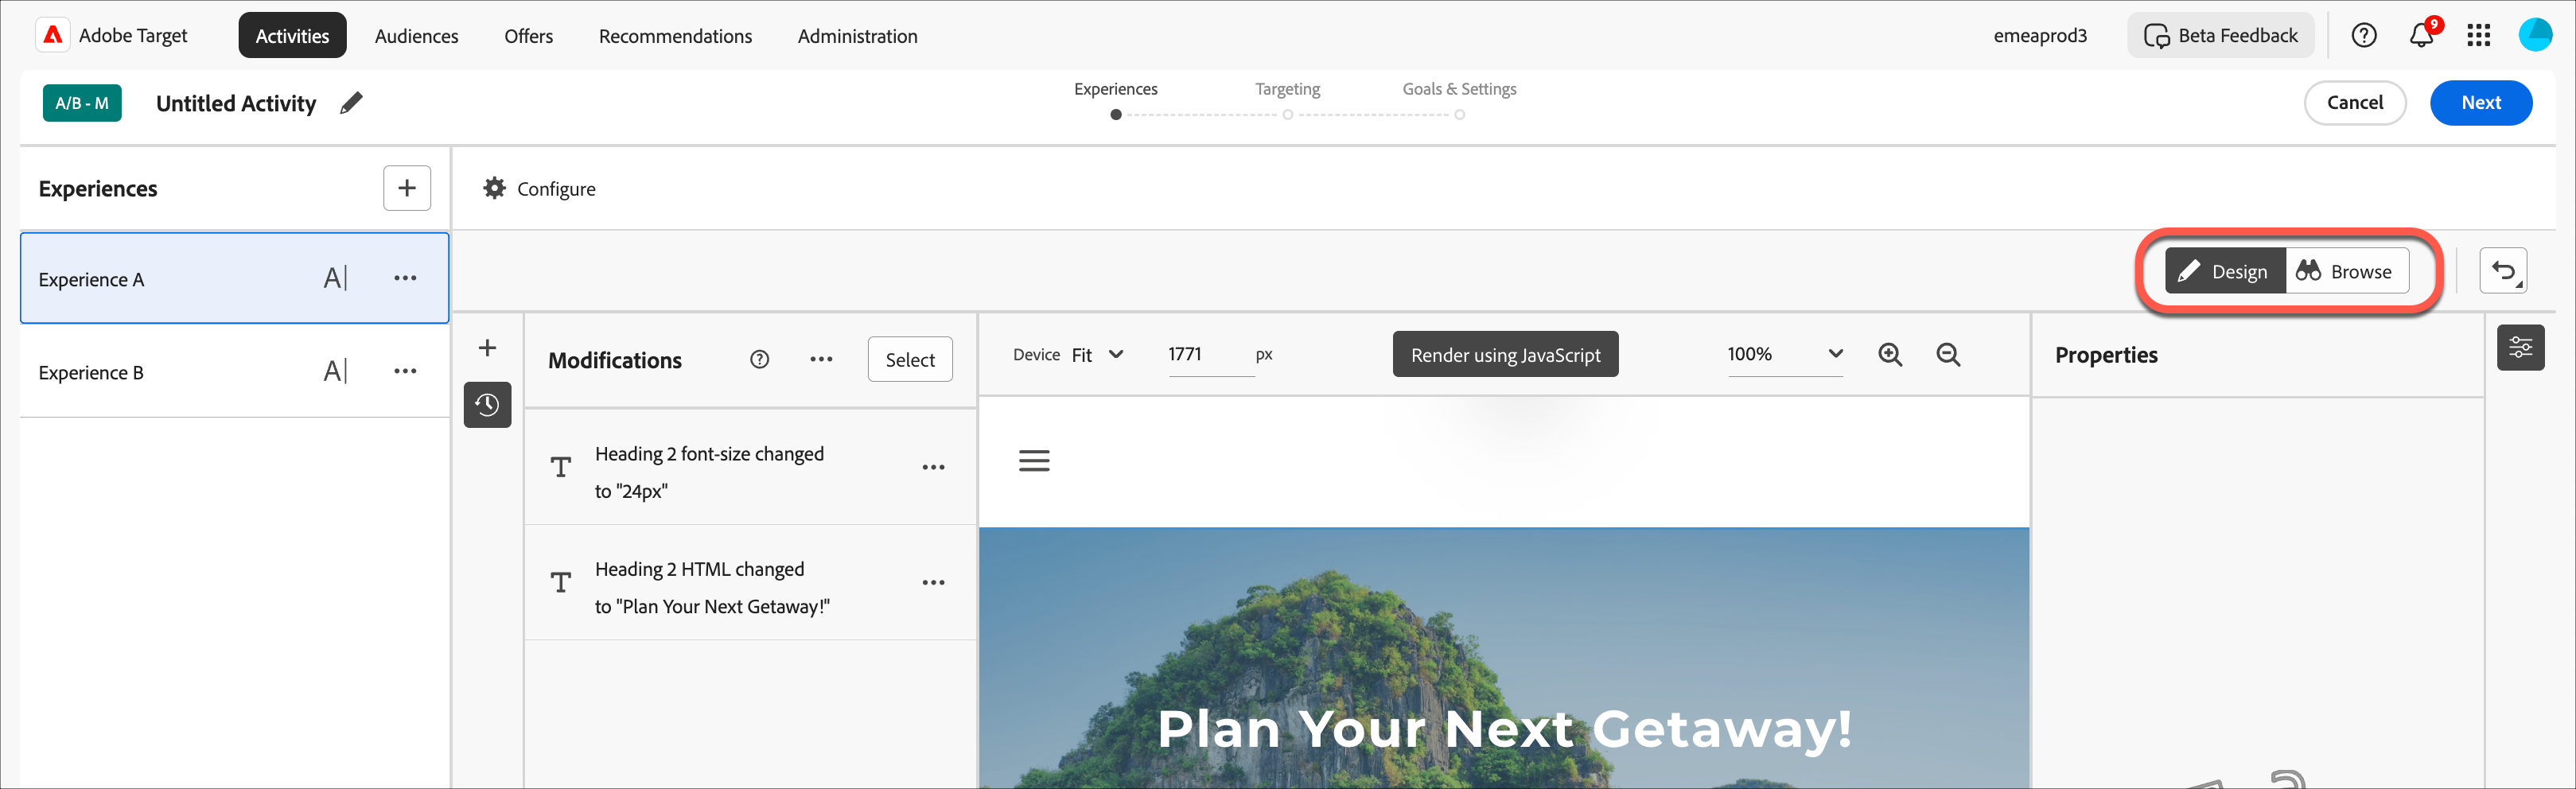 Adobe Target
Activities
Audiences
Offers
Recommendations
Administration
emeaprod3
Beta Feedback
9
A/B - M
Untitled Activity
Experiences
Targeting
Goals & Settings
Cancel
Next
Experiences
Configure
Experience A
Experience B
Design
Browse
Modifications
Select
Heading 2 font-size changed
to "24px"
Heading 2 HTML changed
to "Plan Your Next Getaway!"
Device
Fit
1771
px
Render using JavaScript
100%
Properties
Plan Your Next Getaway!